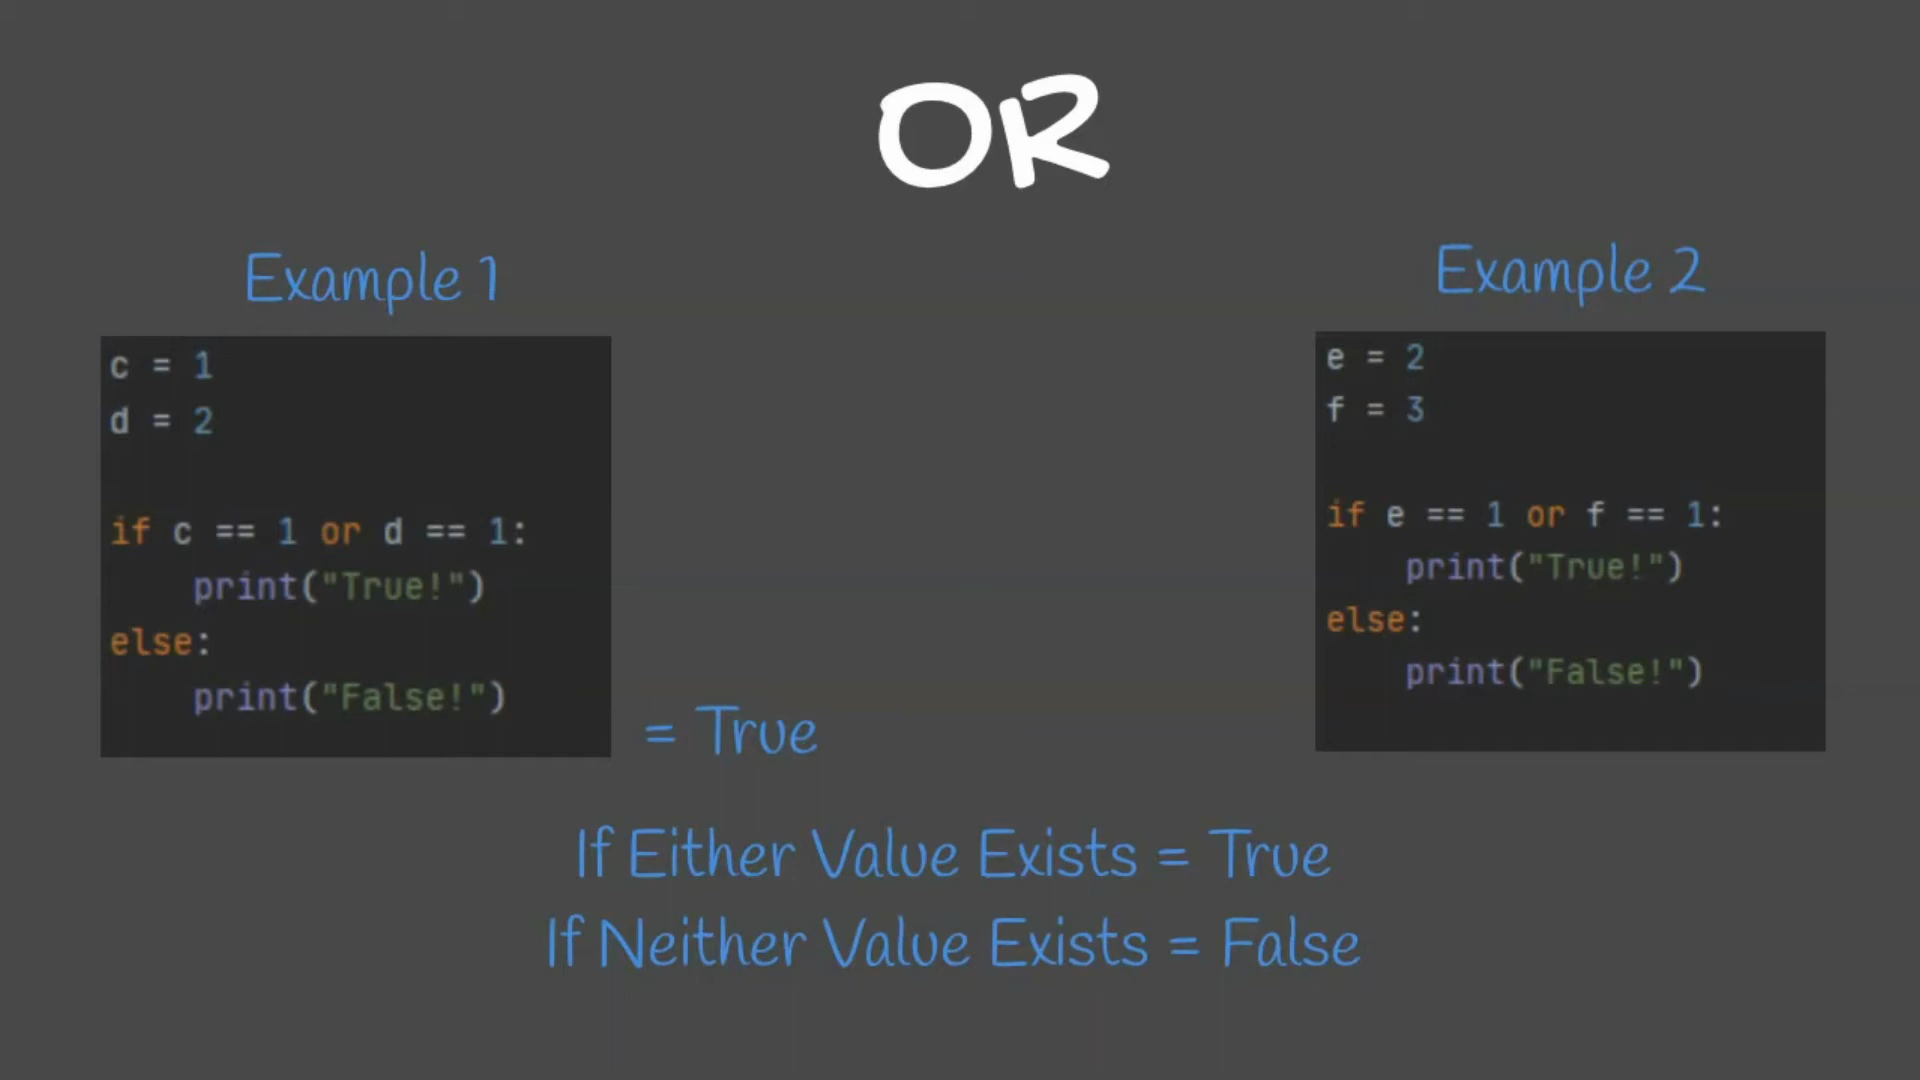 OR
Example 1
c = 1
d = 2
if c == 1 or d == 1:
    print("True!")
else:
    print("False!")
= True
Example 2
e = 2
f = 3
if e == 1 or f == 1:
    print("True!")
else:
    print("False!")
If Either Value Exists = True
If Neither Value Exists = False